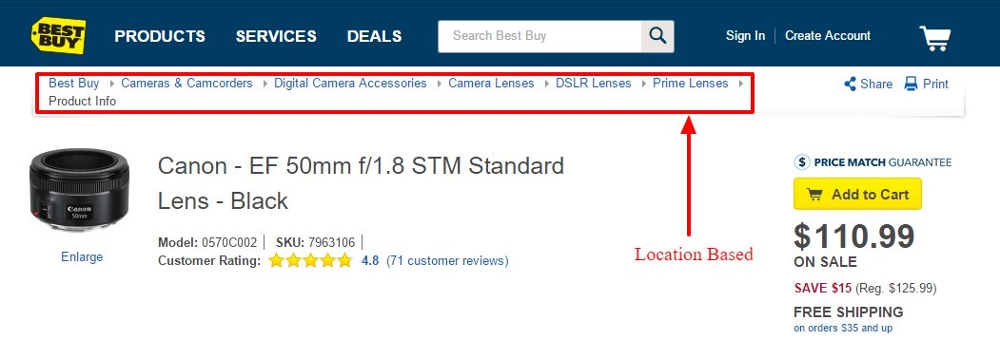 BEST BUY
PRODUCTS SERVICES DEALS Search Best Buy Sign In Create Account
Best Buy Cameras & Camcorders Digital Camera Accessories Camera Lenses DSLR Lenses Prime Lenses
Product Info
Share Print
Canon - EF 50mm f/1.8 STM Standard
Lens - Black
Canon
50mm
Enlarge
Model: 0570C002 SKU: 7963106
Customer Rating: 4.8 (71 customer reviews)
Location Based
$ PRICE MATCH GUARANTEE
Add to Cart
$110.99
ON SALE
SAVE $15 (Reg. $125.99)
FREE SHIPPING
on orders $35 and up